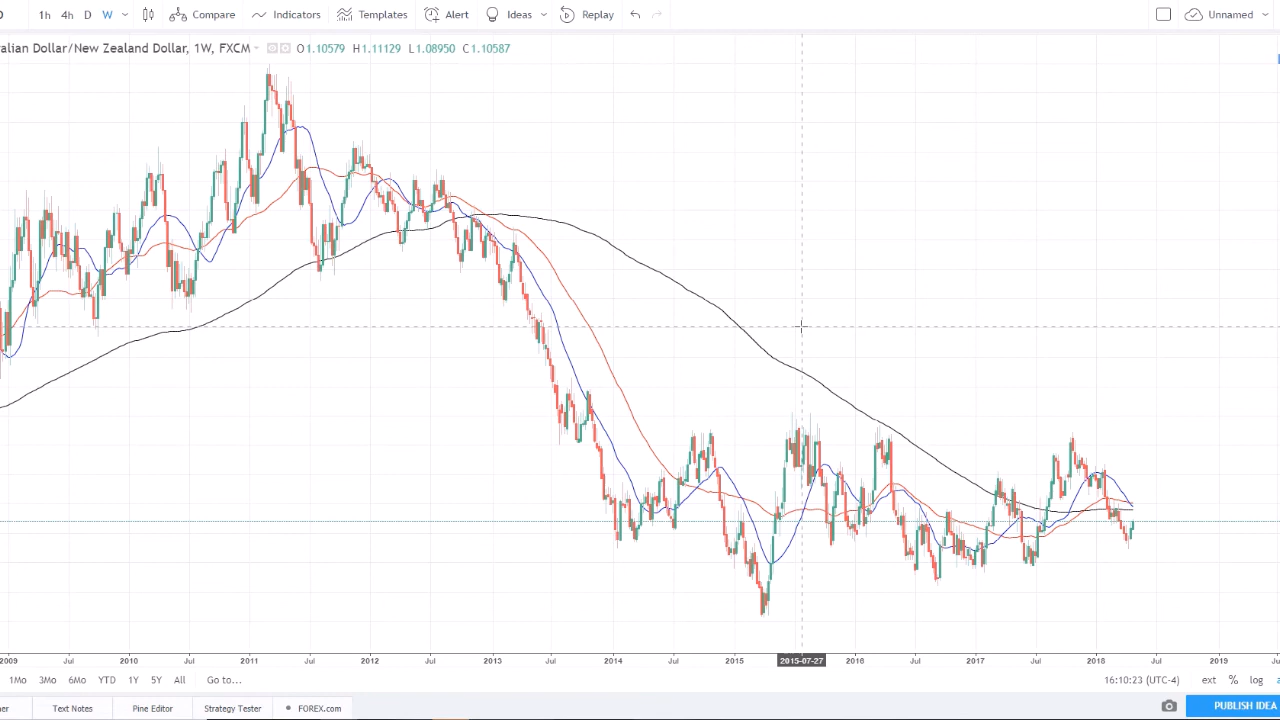 1h 4h D W Compare Indicators Templates Alert Ideas Replay Unnamed
ralian Dollar/New Zealand Dollar, 1W, FXCM O1.10579 H1.11129 L1.08950 C1.10587
2009 Jul 2010 Jul 2011 Jul 2012 Jul 2013 Jul 2014 Jul 2015 2015-07-27 2016 Jul 2017 Jul 2018 Jul 2019
1Mo 3Mo 6Mo YTD 1Y 5Y All Go to... 16:10:23 (UTC-4) ext % log
ner Text Notes Pine Editor Strategy Tester FOREX.com PUBLISH IDEA